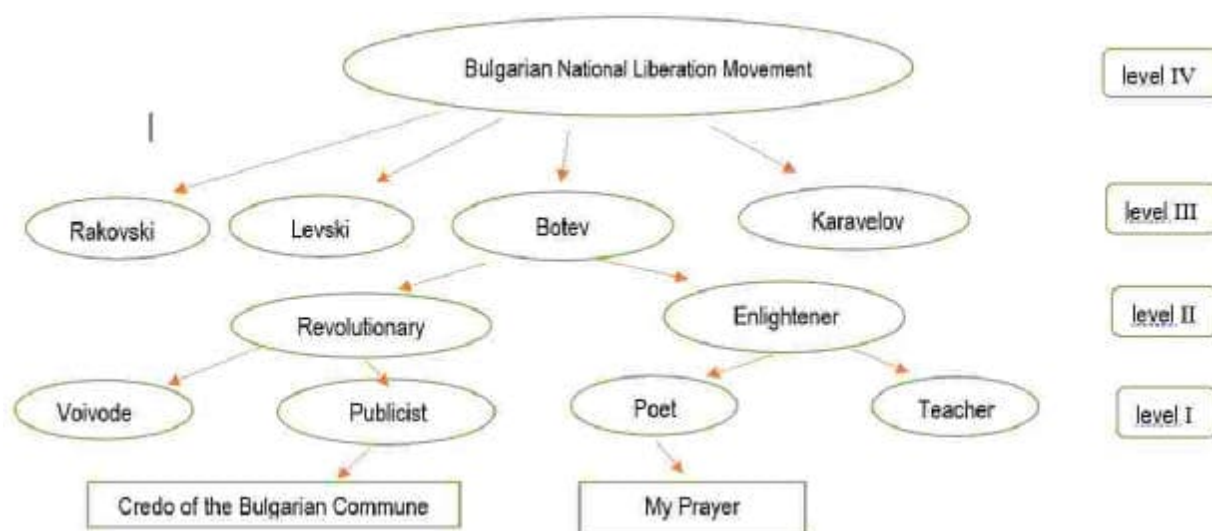 Bulgarian National Liberation Movement
level IV
Rakovski
Levski
Botev
Karavelov
level III
Revolutionary
Enlightener
level II
Voivode
Publicist
Poet
Teacher
level I
Credo of the Bulgarian Commune
My Prayer